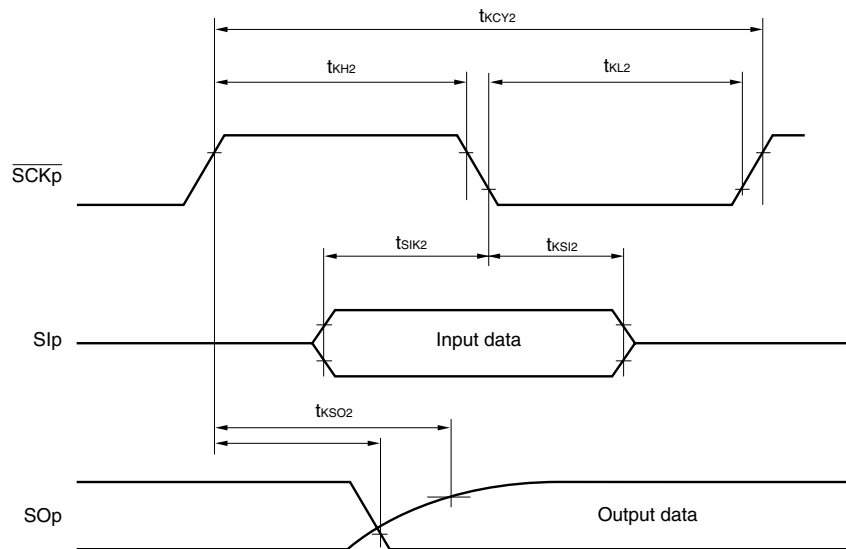 tKCY2
tKH2
tKL2
SCKp
tSIK2
tKSI2
SIp
Input data
tKSO2
SOp
Output data